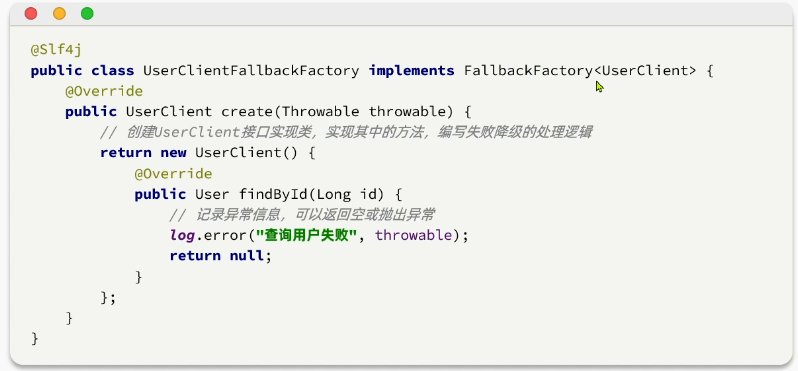 @Slf4j
public class UserClientFallbackFactory implements FallbackFactory<UserClient> {
    @Override
    public UserClient create(Throwable throwable) {
        // 创建UserClient接口实现类，实现其中的方法，编写失败降级的处理逻辑
        return new UserClient() {
            @Override
            public User findById(Long id) {
                // 记录异常信息，可以返回空或抛出异常
                log.error("查询用户失败", throwable);
                return null;
            }
        };
    }
}